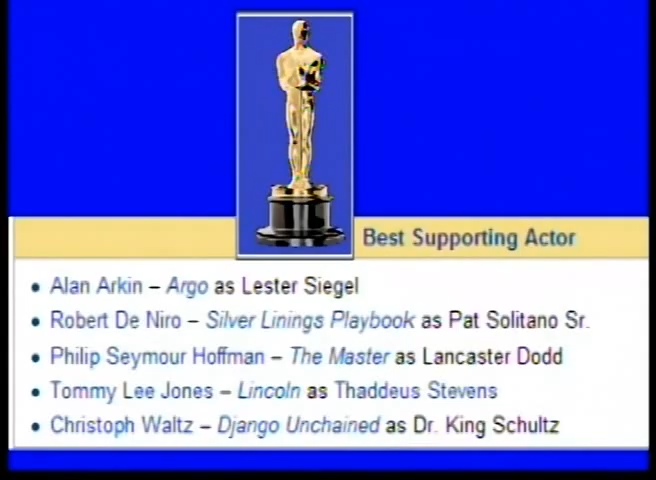 Best Supporting Actor
• Alan Arkin – Argo as Lester Siegel
• Robert De Niro – Silver Linings Playbook as Pat Solitano Sr.
• Philip Seymour Hoffman – The Master as Lancaster Dodd
• Tommy Lee Jones – Lincoln as Thaddeus Stevens
• Christoph Waltz – Django Unchained as Dr. King Schultz